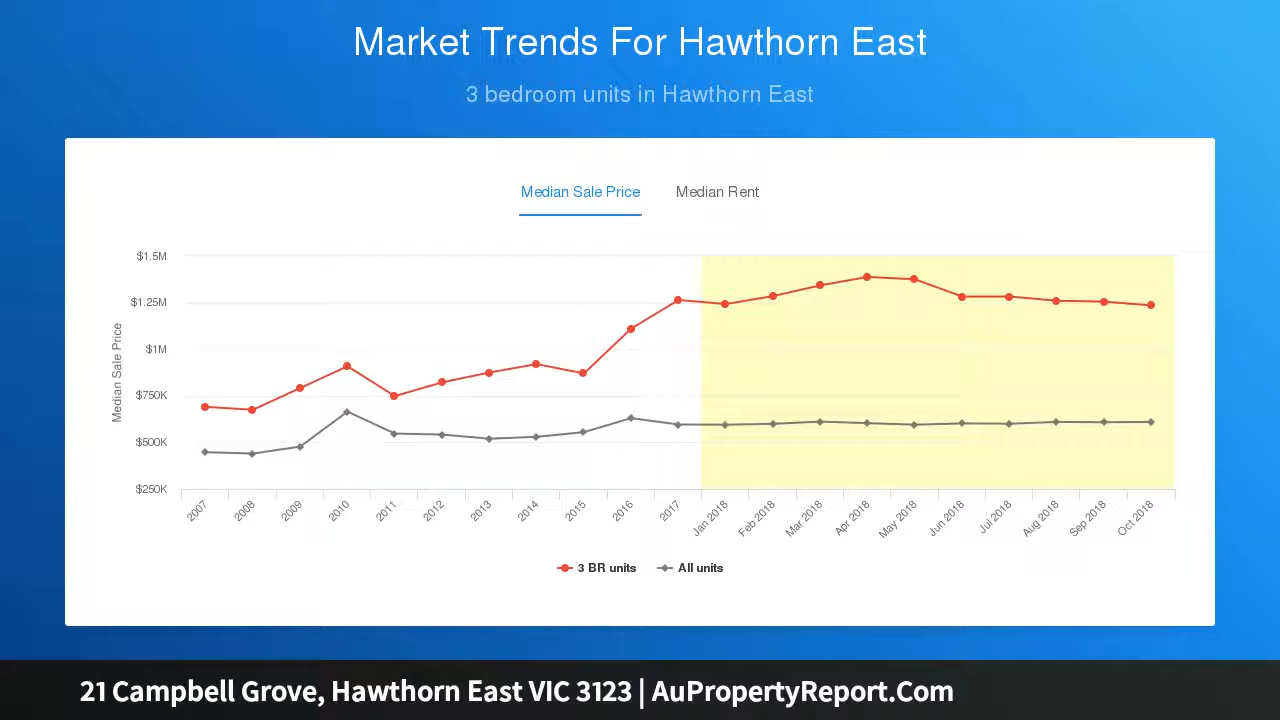 Market Trends For Hawthorn East
3 bedroom units in Hawthorn East
Median Sale Price
Median Rent
$1.5M
$1.25M
$1M
$750K
$500K
$250K
Median Sale Price
2007
2008
2009
2010
2011
2012
2013
2014
2015
2016
2017
Jan 2018
Feb 2018
Mar 2018
Apr 2018
May 2018
Jun 2018
Jul 2018
Aug 2018
Sep 2018
Oct 2018
3 BR units
All units
21 Campbell Grove, Hawthorn East VIC 3123 | AuPropertyReport.Com